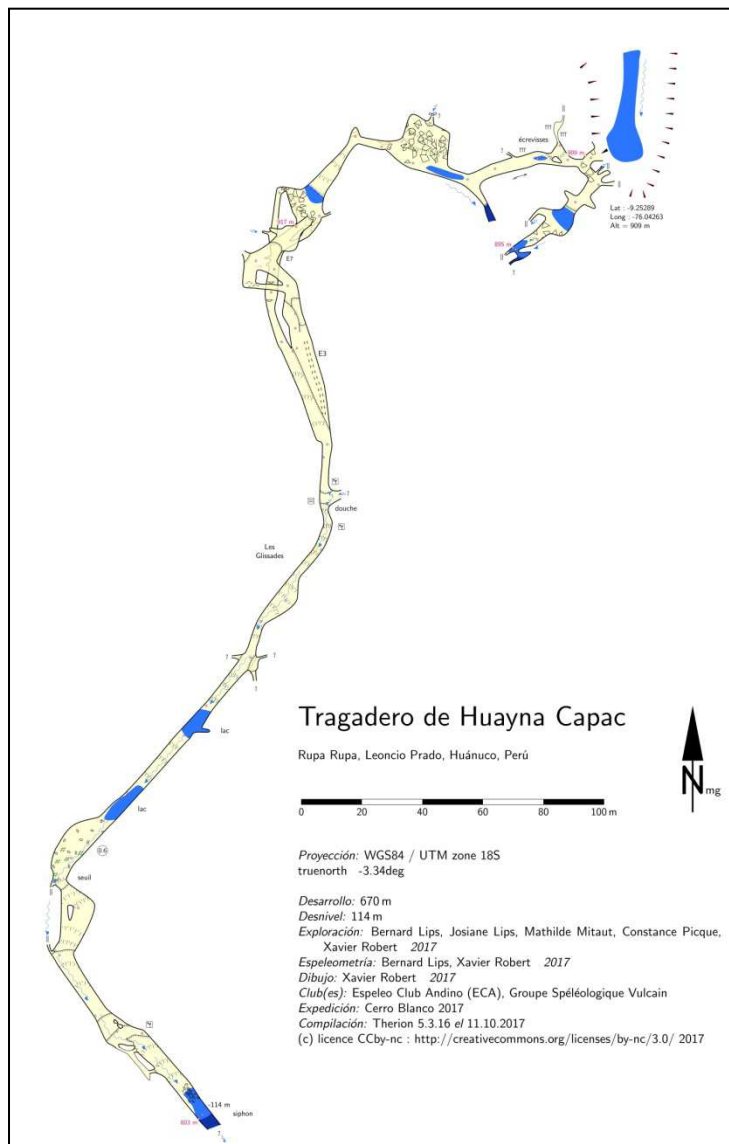 écrevisses
909 m
Lat : -9.25289
Long : -76.04263
Alt = 909 m
895 m
917 m
E7
E3
douche
Les
Glissades
lac
lac
0.6
seuil
-114 m
siphon
803 m
Tragadero de Huayna Capac
Rupa Rupa, Leoncio Prado, Huánuco, Perú
0 20 40 60 80 100 m
N mg
Proyección: WGS84 / UTM zone 18S
truenorth -3.34deg
Desarrollo: 670 m
Desnivel: 114 m
Exploración: Bernard Lips, Josiane Lips, Mathilde Mitaut, Constance Picque,
Xavier Robert 2017
Espeleometría: Bernard Lips, Xavier Robert 2017
Dibujo: Xavier Robert 2017
Club(es): Espeleo Club Andino (ECA), Groupe Spéléologique Vulcain
Expedición: Cerro Blanco 2017
Compilación: Therion 5.3.16 el 11.10.2017
(c) licence CCby-nc : http://creativecommons.org/licenses/by-nc/3.0/ 2017